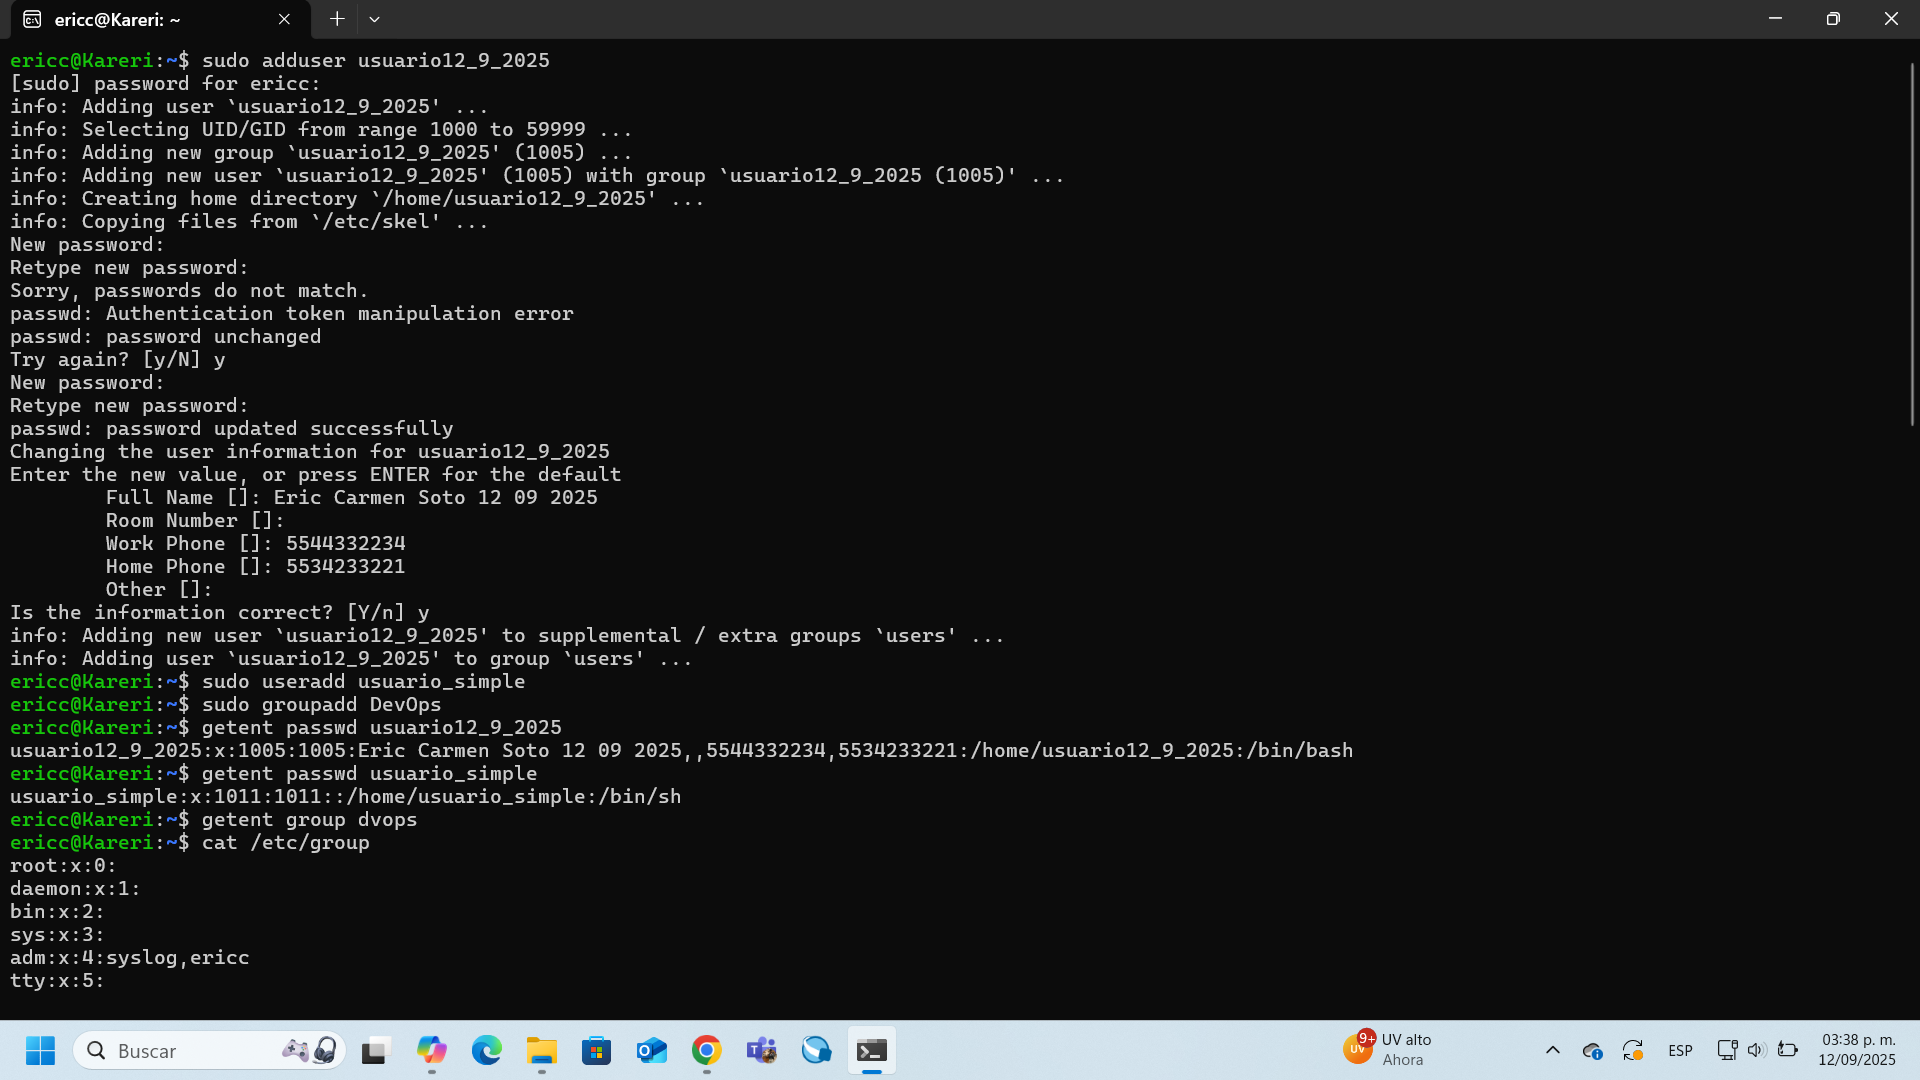 ericc@Kareri: ~
ericc@Kareri:~$ sudo adduser usuario12_9_2025
[sudo] password for ericc:
info: Adding user `usuario12_9_2025' ...
info: Selecting UID/GID from range 1000 to 59999 ...
info: Adding new group `usuario12_9_2025' (1005) ...
info: Adding new user `usuario12_9_2025' (1005) with group `usuario12_9_2025 (1005)' ...
info: Creating home directory `/home/usuario12_9_2025' ...
info: Copying files from `/etc/skel' ...
New password:
Retype new password:
Sorry, passwords do not match.
passwd: Authentication token manipulation error
passwd: password unchanged
Try again? [y/N] y
New password:
Retype new password:
passwd: password updated successfully
Changing the user information for usuario12_9_2025
Enter the new value, or press ENTER for the default
Full Name []: Eric Carmen Soto 12 09 2025
Room Number []:
Work Phone []: 5544332234
Home Phone []: 5534233221
Other []:
Is the information correct? [Y/n] y
info: Adding new user `usuario12_9_2025' to supplemental / extra groups `users' ...
info: Adding user `usuario12_9_2025' to group `users' ...
ericc@Kareri:~$ sudo useradd usuario_simple
ericc@Kareri:~$ sudo groupadd DevOps
ericc@Kareri:~$ getent passwd usuario12_9_2025
usuario12_9_2025:x:1005:1005:Eric Carmen Soto 12 09 2025,,5544332234,5534233221:/home/usuario12_9_2025:/bin/bash
ericc@Kareri:~$ getent passwd usuario_simple
usuario_simple:x:1011:1011::/home/usuario_simple:/bin/sh
ericc@Kareri:~$ getent group dvops
ericc@Kareri:~$ cat /etc/group
root:x:0:
daemon:x:1:
bin:x:2:
sys:x:3:
adm:x:4:syslog,ericc
tty:x:5:
Buscar
UV
9+
UV alto
Ahora
ESP
03:38 p. m.
12/09/2025